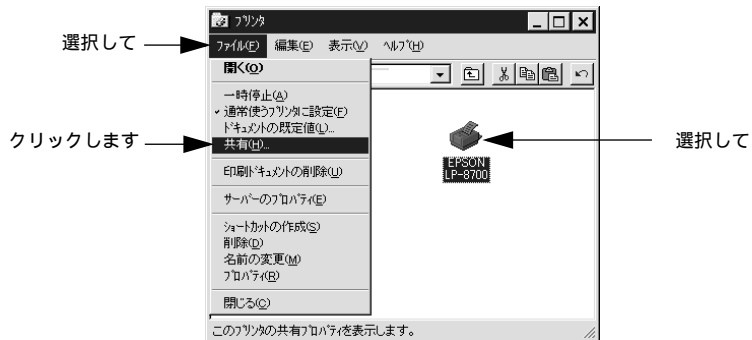 プリンタ
選択して
ファイル(F) 編集(E) 表示(V) ヘルプ(H)
開く(O)
一時停止(A)
通常使うプリンタに設定(F)
ドキュメントの既定値(L)...
クリックします
共有(H)...
選択して
EPSON
LP-8700
印刷ドキュメントの削除(U)
サーバーのプロパティ(E)
ショートカットの作成(S)
削除(D)
名前の変更(M)
プロパティ(R)
閉じる(C)
このプリンタの共有プロパティを表示します。